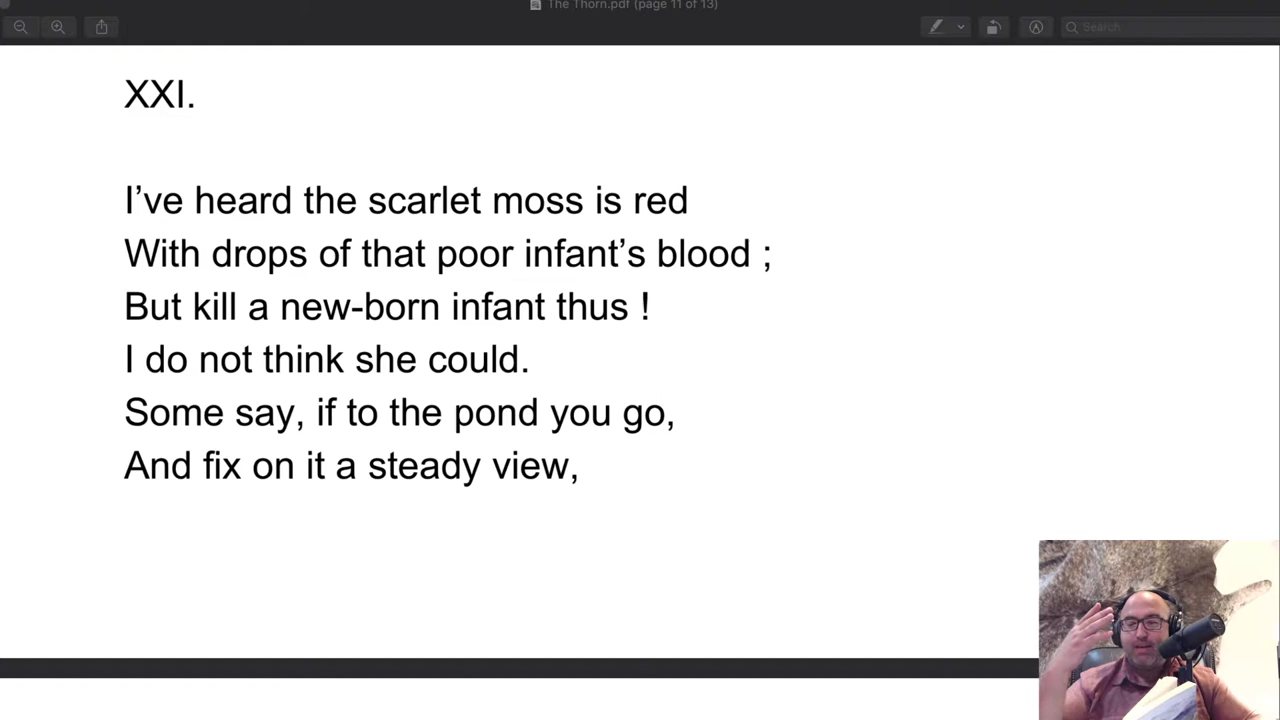 The Thorn.pdf (page 11 of 13)
Search
XXI.
I’ve heard the scarlet moss is red
With drops of that poor infant’s blood ;
But kill a new-born infant thus !
I do not think she could.
Some say, if to the pond you go,
And fix on it a steady view,